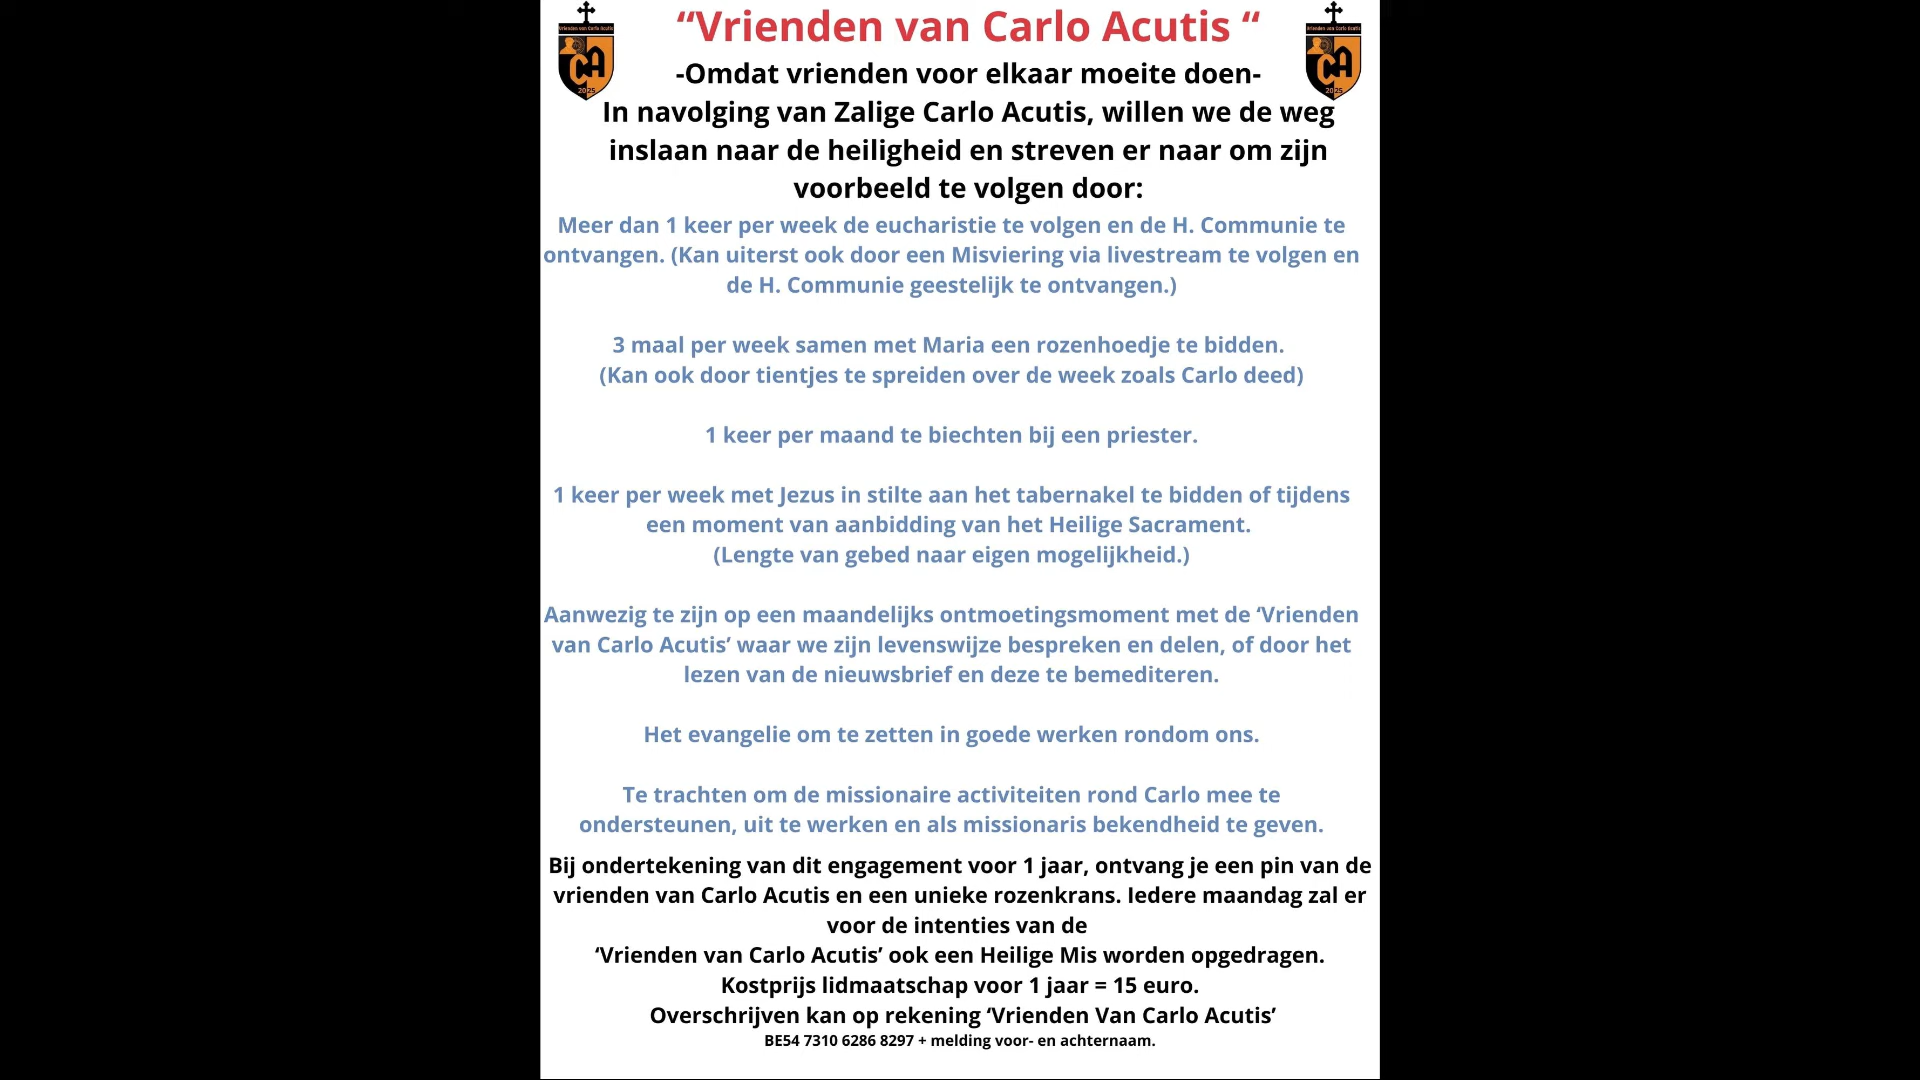 “Vrienden van Carlo Acutis “
-Omdat vrienden voor elkaar moeite doen-
In navolging van Zalige Carlo Acutis, willen we de weg
inslaan naar de heiligheid en streven er naar om zijn
voorbeeld te volgen door:
Meer dan 1 keer per week de eucharistie te volgen en de H. Communie te
ontvangen. (Kan uiterst ook door een Misviering via livestream te volgen en
de H. Communie geestelijk te ontvangen.)
3 maal per week samen met Maria een rozenhoedje te bidden.
(Kan ook door tientjes te spreiden over de week zoals Carlo deed)
1 keer per maand te biechten bij een priester.
1 keer per week met Jezus in stilte aan het tabernakel te bidden of tijdens
een moment van aanbidding van het Heilige Sacrament.
(Lengte van gebed naar eigen mogelijkheid.)
Aanwezig te zijn op een maandelijks ontmoetingsmoment met de ‘Vrienden
van Carlo Acutis’ waar we zijn levenswijze bespreken en delen, of door het
lezen van de nieuwsbrief en deze te bemediteren.
Het evangelie om te zetten in goede werken rondom ons.
Te trachten om de missionaire activiteiten rond Carlo mee te
ondersteunen, uit te werken en als missionaris bekendheid te geven.
Bij ondertekening van dit engagement voor 1 jaar, ontvang je een pin van de
vrienden van Carlo Acutis en een unieke rozenkrans. Iedere maandag zal er
voor de intenties van de
‘Vrienden van Carlo Acutis’ ook een Heilige Mis worden opgedragen.
Kostprijs lidmaatschap voor 1 jaar = 15 euro.
Overschrijven kan op rekening ‘Vrienden Van Carlo Acutis’
BE54 7310 6286 8297 + melding voor- en achternaam.
Vrienden van Carlo Acutis
CA
2025
Vrienden van Carlo Acutis
CA
2025